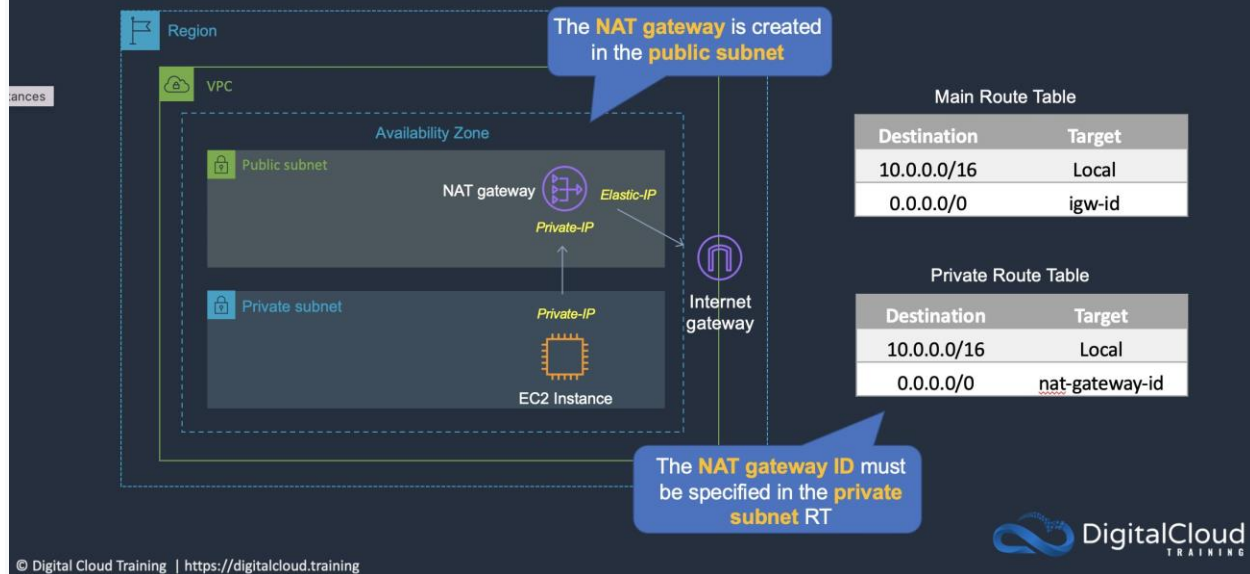 Region
The NAT gateway is created
in the public subnet
VPC
Availability Zone
Public subnet
NAT gateway
Elastic-IP
Private-IP
Internet
gateway
Private subnet
Private-IP
EC2 Instance
Main Route Table
Destination Target
10.0.0.0/16 Local
0.0.0.0/0 igw-id
Private Route Table
Destination Target
10.0.0.0/16 Local
0.0.0.0/0 nat-gateway-id
The NAT gateway ID must
be specified in the private
subnet RT
DigitalCloud
TRAINING
© Digital Cloud Training | https://digitalcloud.training